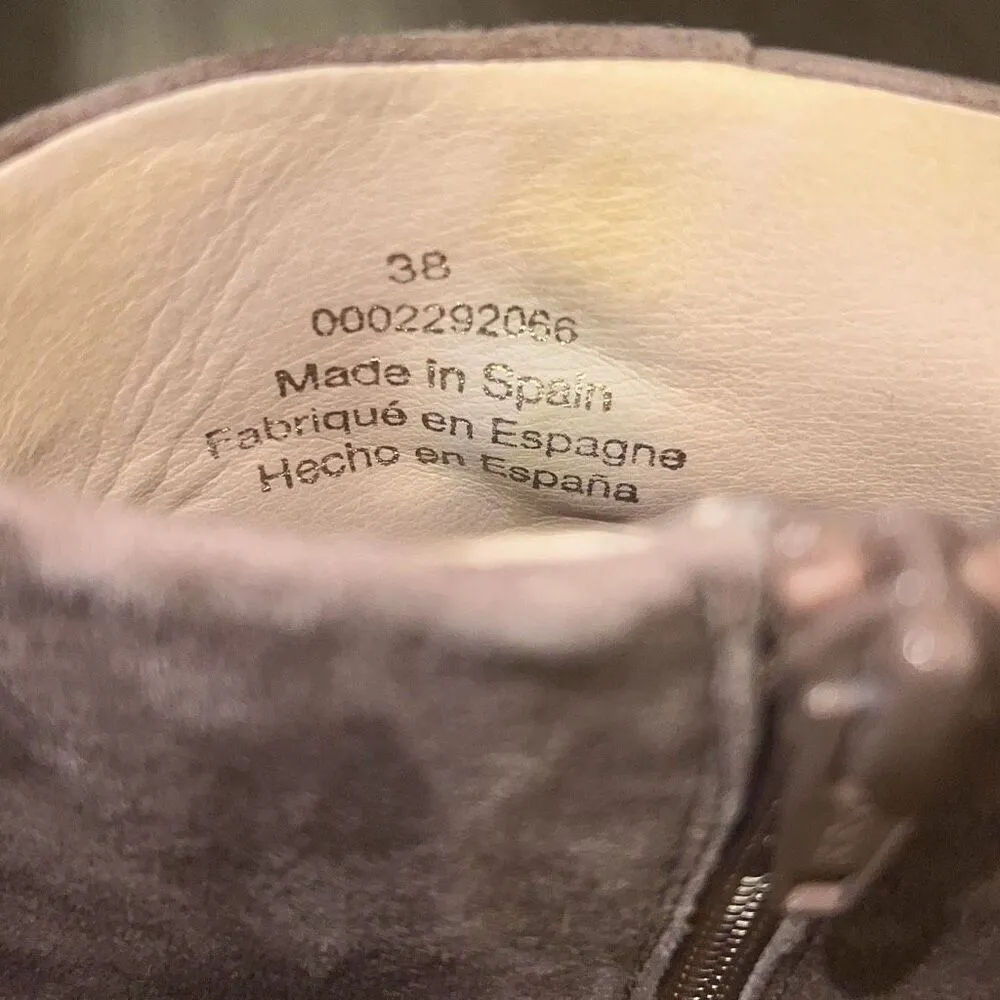 38
0002292066
Made in Spain
Fabriqué en Espagne
Hecho en España